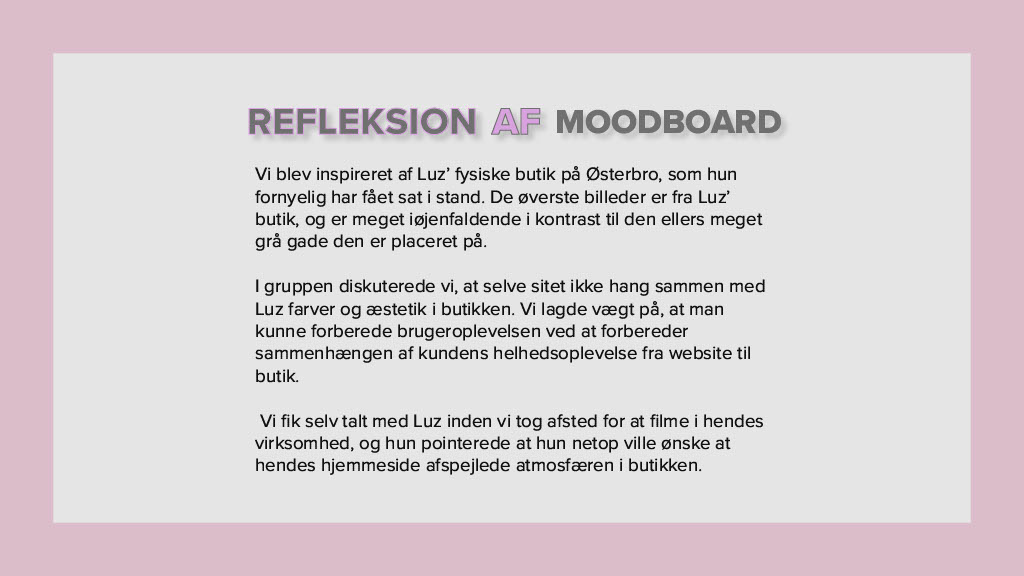 REFLEKSION AF MOODBOARD
Vi blev inspireret af Luz’ fysiske butik på Østerbro, som hun
fornyelig har fået sat i stand. De øverste billeder er fra Luz’
butik, og er meget iøjenfaldende i kontrast til den ellers meget
grå gade den er placeret på.
I gruppen diskuterede vi, at selve sitet ikke hang sammen med
Luz farver og æstetik i butikken. Vi lagde vægt på, at man
kunne forberede brugeroplevelsen ved at forbereder
sammenhængen af kundens helhedsoplevelse fra website til
butik.
Vi fik selv talt med Luz inden vi tog afsted for at filme i hendes
virksomhed, og hun pointerede at hun netop ville ønske at
hendes hjemmeside afspejlede atmosfæren i butikken.